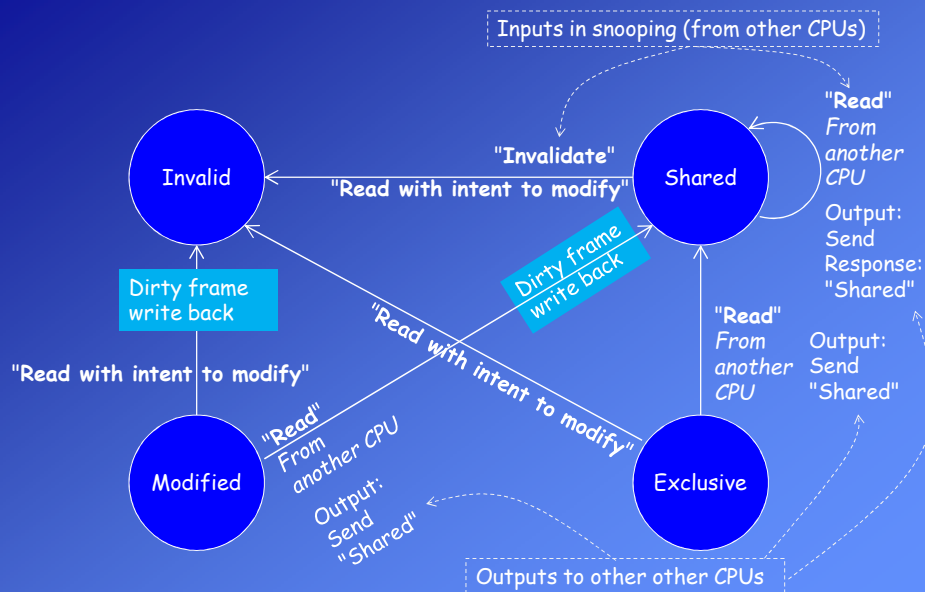 Inputs in snooping (from other CPUs)
"Read"
From
another
CPU
Output:
Send
Response:
"Shared"
"Invalidate"
Invalid
Shared
"Read with intent to modify"
Dirty frame
write back
Dirty frame
write back
"Read with intent to modify"
"Read"
From
another
CPU
Output:
Send
"Shared"
"Read with intent to modify"
"Read"
From
another CPU
Output:
Send
"Shared"
Modified
Exclusive
Outputs to other other CPUs